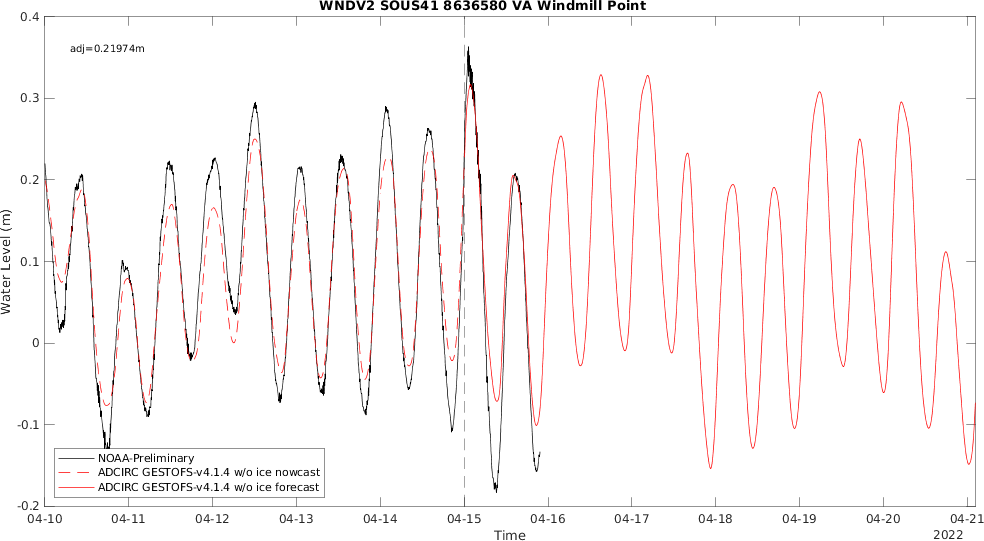 WNDV2 SOUS41 8636580 VA Windmill Point
adj=0.21974m
0.4
0.3
0.2
0.1
0
-0.1
-0.2
Water Level (m)
NOAA-Preliminary
ADCIRC GESTOFS-v4.1.4 w/o ice nowcast
ADCIRC GESTOFS-v4.1.4 w/o ice forecast
04-10 04-11 04-12 04-13 04-14 04-15 04-16 04-17 04-18 04-19 04-20 04-21
Time
2022